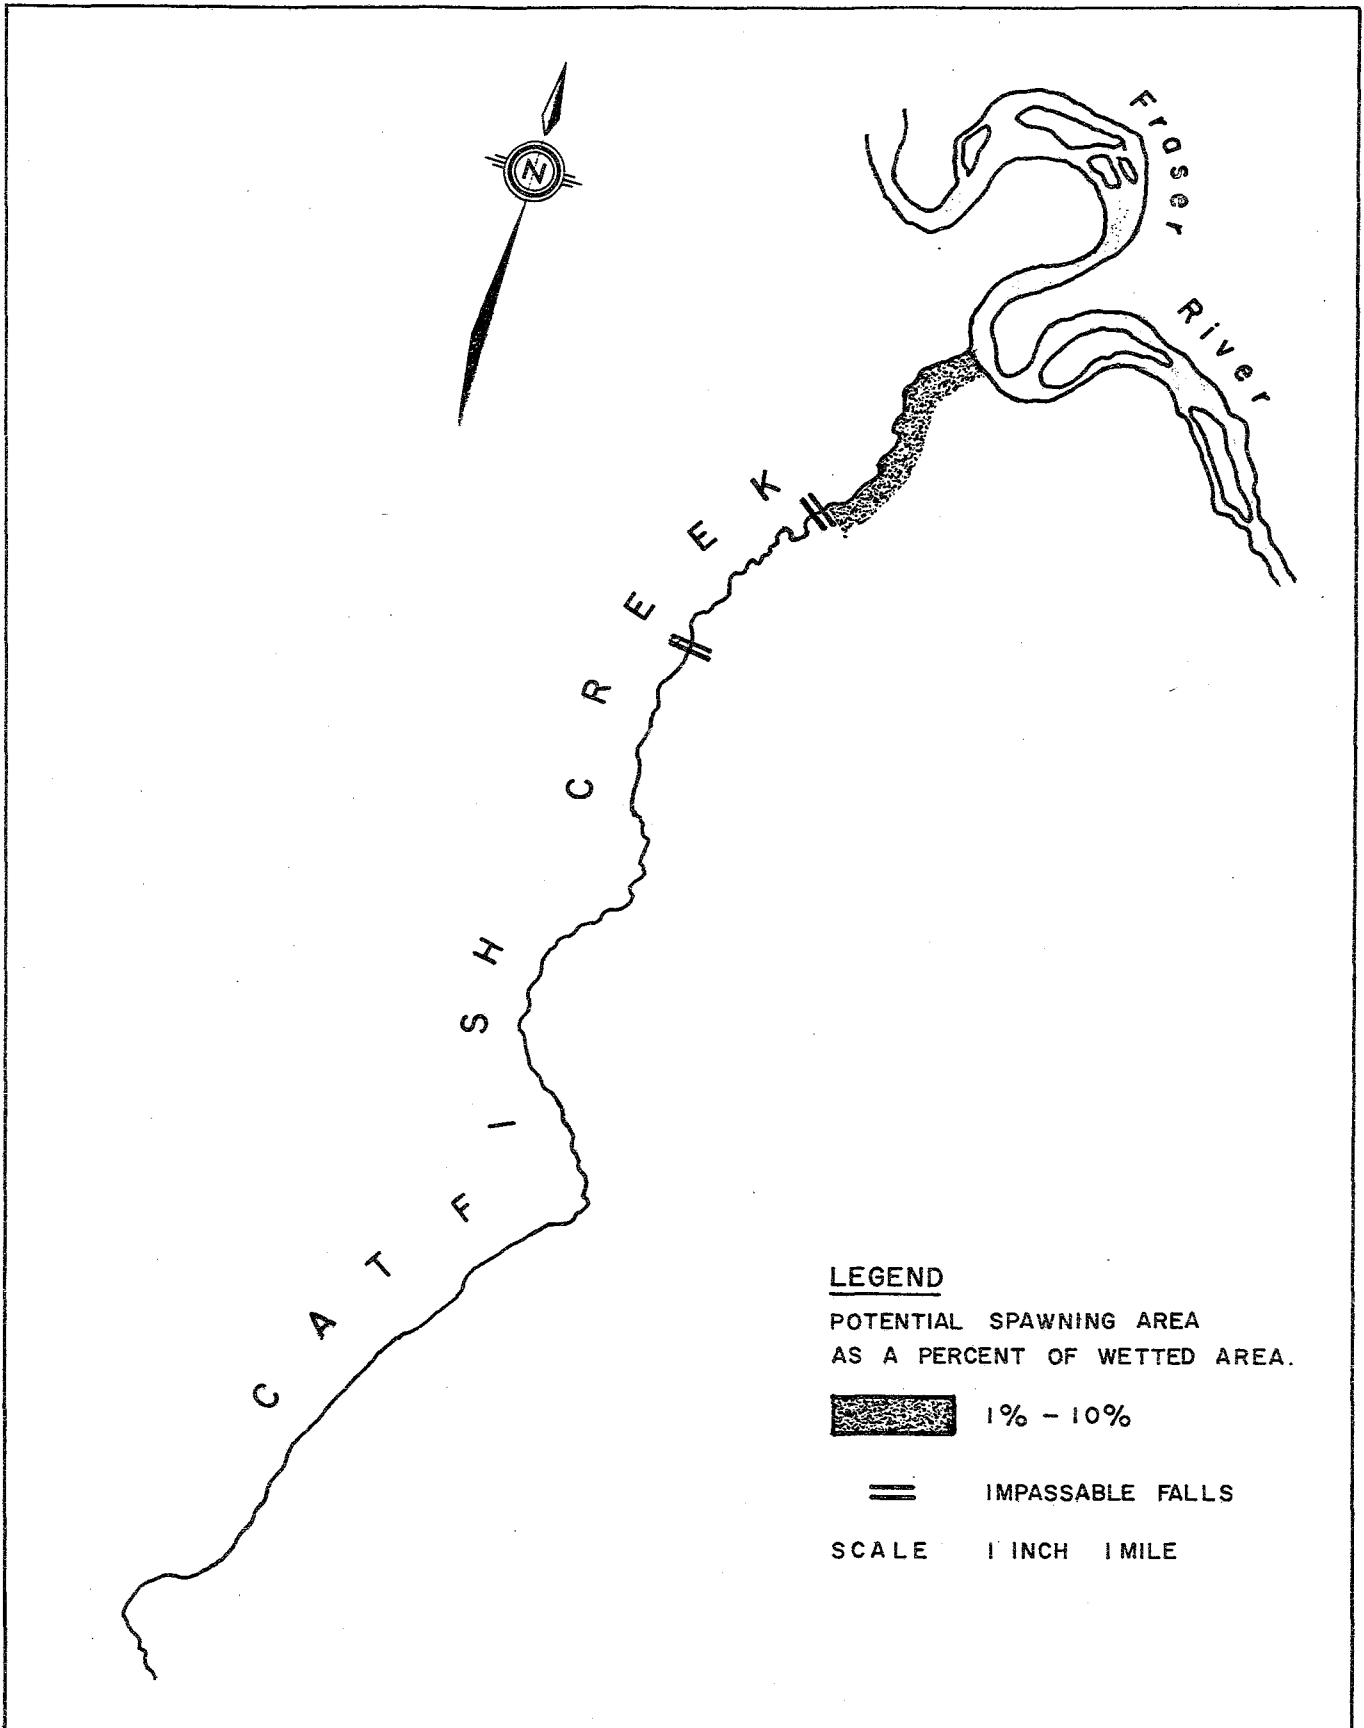 N
Fraser
River
CATFISH CREEK
LEGEND
POTENTIAL SPAWNING AREA
AS A PERCENT OF WETTED AREA.
1% - 10%
IMPASSABLE FALLS
SCALE 1 INCH 1 MILE